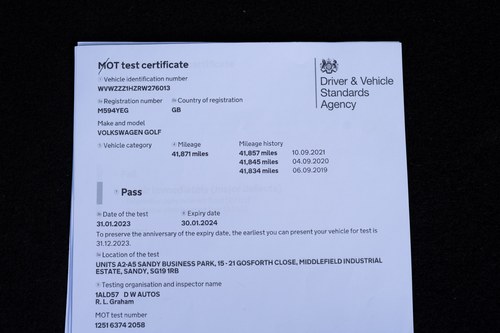 MOT test certificate
Vehicle identification number
WVWZZZ1HZRW276013
Registration number Country of registration
M594YEG GB
Make and model
VOLKSWAGEN GOLF
Vehicle category Mileage Mileage history
41,871 miles 41,857 miles 10.09.2021
41,845 miles 04.09.2020
41,834 miles 06.09.2019
Driver & Vehicle
Standards
Agency
Pass
Date of the test Expiry date
31.01.2023 30.01.2024
To preserve the anniversary of the expiry date, the earliest you can present your vehicle for test is
31.12.2023.
Location of the test
UNITS A2-A5 SANDY BUSINESS PARK, 15 - 21 GOSFORTH CLOSE, MIDDLEFIELD INDUSTRIAL
ESTATE, SANDY, SG19 1RB
Testing organisation and inspector name
1ALD57 D W AUTOS
R. L. Graham
MOT test number
1251 6374 2058